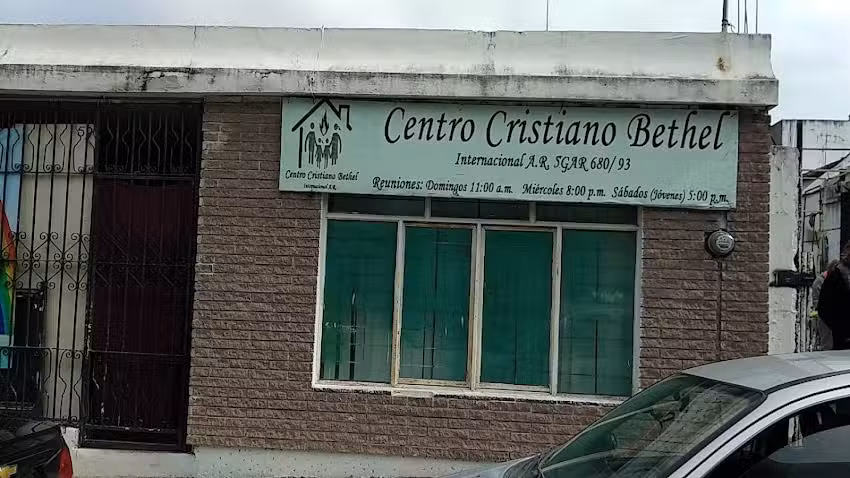 Centro Cristiano Bethel
Internacional A.R. SGAR 680/93
Reuniones: Domingos 11:00 a.m. Miércoles 8:00 p.m. Sábados (Jóvenes) 5:00 p.m.
Centro Cristiano Bethel
Internacional A.R.